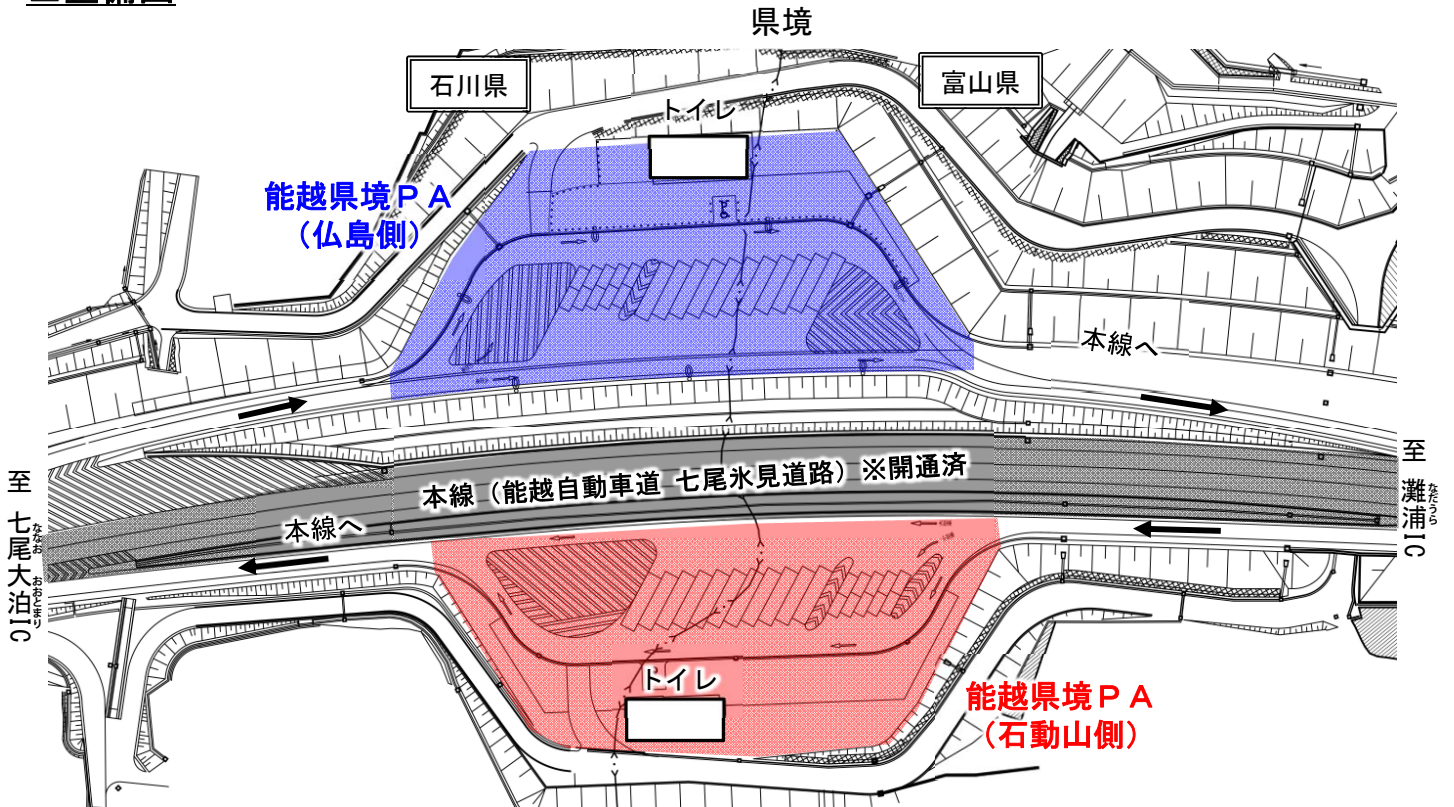 県境
石川県
富山県
トイレ
能越県境ＰＡ
（仏島側）
本線へ
本線（能越自動車道 七尾氷見道路）※開通済
至 七尾大泊IC
ななお おおとまり
至 灘浦IC
なだうら
本線へ
トイレ
能越県境ＰＡ
（石動山側）